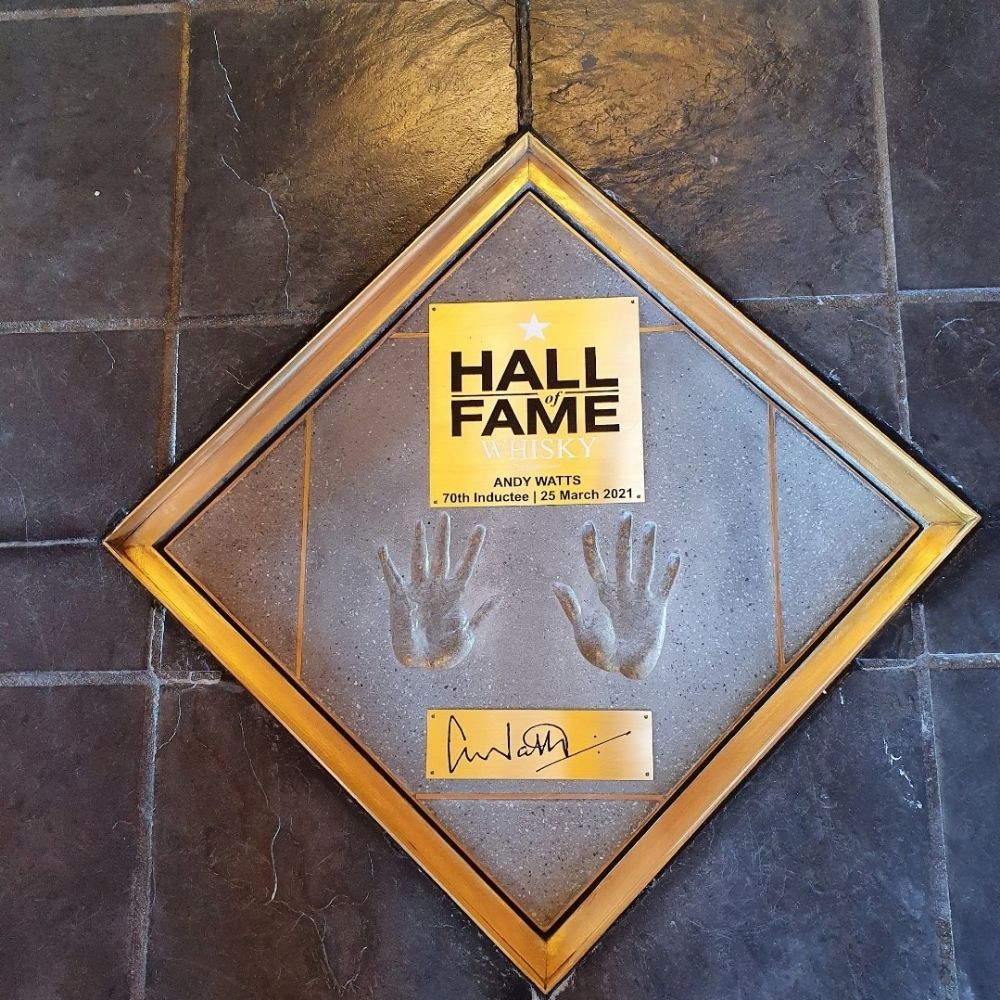 HALL
of
FAME
WHISKY
ANDY WATTS
70th Inductee | 25 March 2021